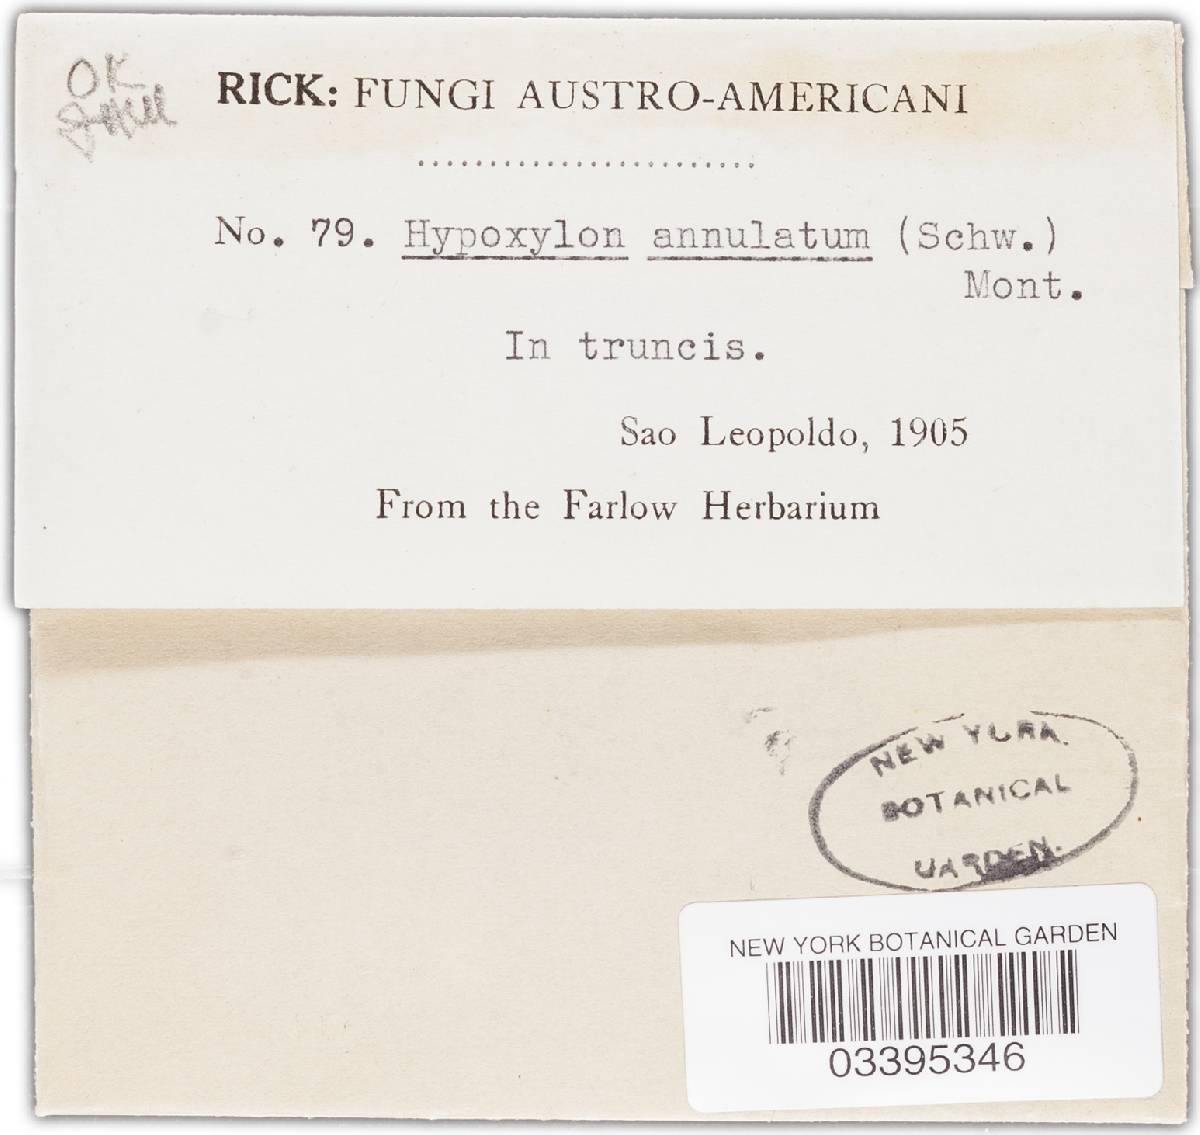 OK
RICK: FUNGI AUSTRO-AMERICANI
No. 79. Hypoxylon annulatum (Schw.)
Mont.
In truncis.
Sao Leopoldo, 1905
From the Farlow Herbarium
NEW YORK
BOTANICAL
GARDEN.
NEW YORK BOTANICAL GARDEN
03395346